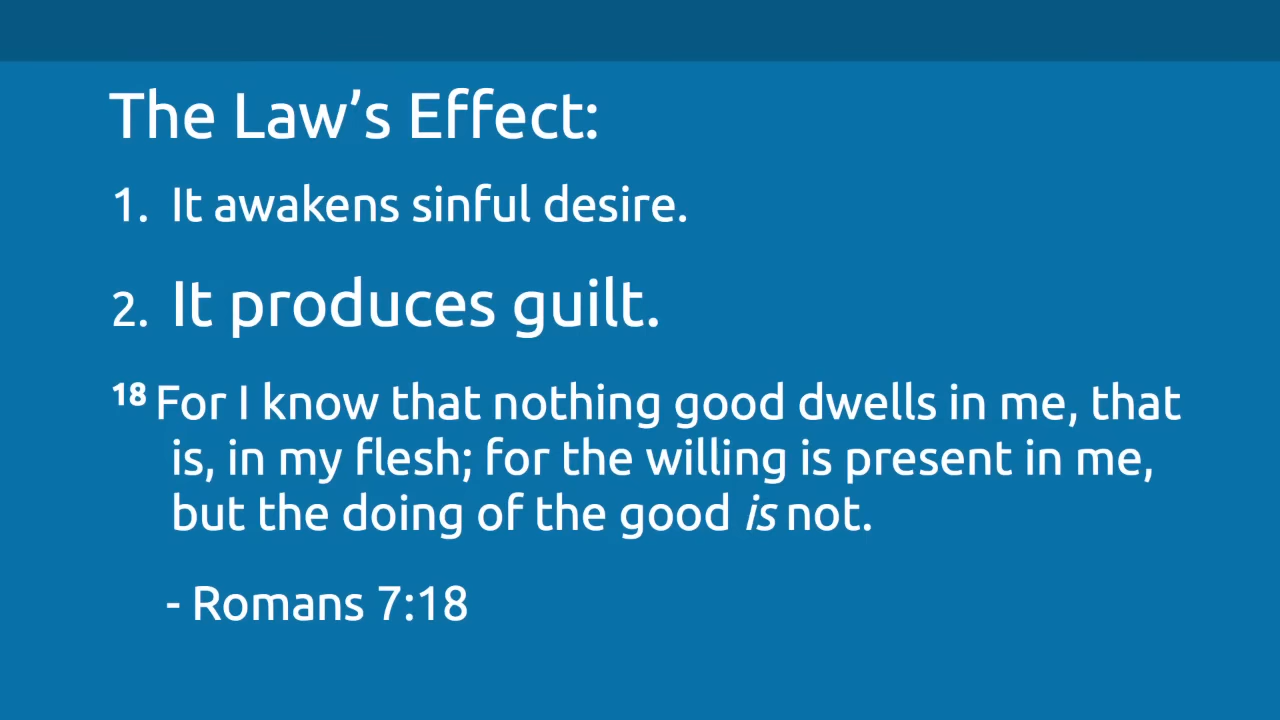 The Law’s Effect:
1. It awakens sinful desire.
2. It produces guilt.
18 For I know that nothing good dwells in me, that
is, in my flesh; for the willing is present in me,
but the doing of the good is not.
- Romans 7:18